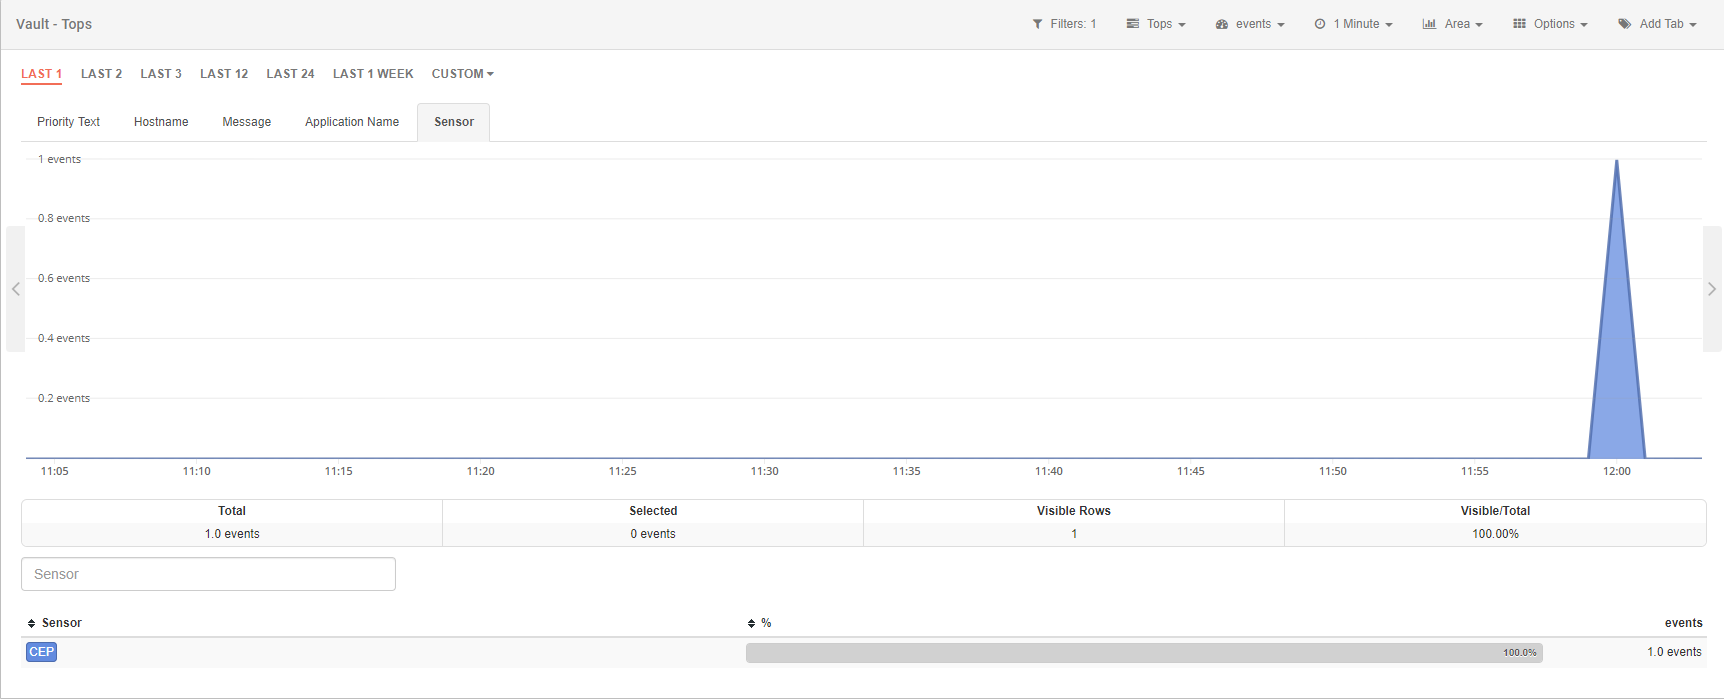 Vault - Tops
Filters: 1
Tops
events
1 Minute
Area
Options
Add Tab
LAST 1
LAST 2
LAST 3
LAST 12
LAST 24
LAST 1 WEEK
CUSTOM
Priority Text
Hostname
Message
Application Name
Sensor
1 events
0.8 events
0.6 events
0.4 events
0.2 events
11:05
11:10
11:15
11:20
11:25
11:30
11:35
11:40
11:45
11:50
11:55
12:00
Total
Selected
Visible Rows
Visible/Total
1.0 events
0 events
1
100.00%
Sensor
Sensor
%
events
CEP
100.0%
1.0 events